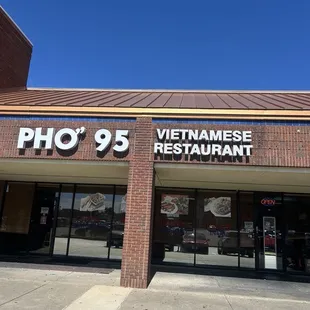 PHO" 95
VIETNAMESE
RESTAURANT
OPEN